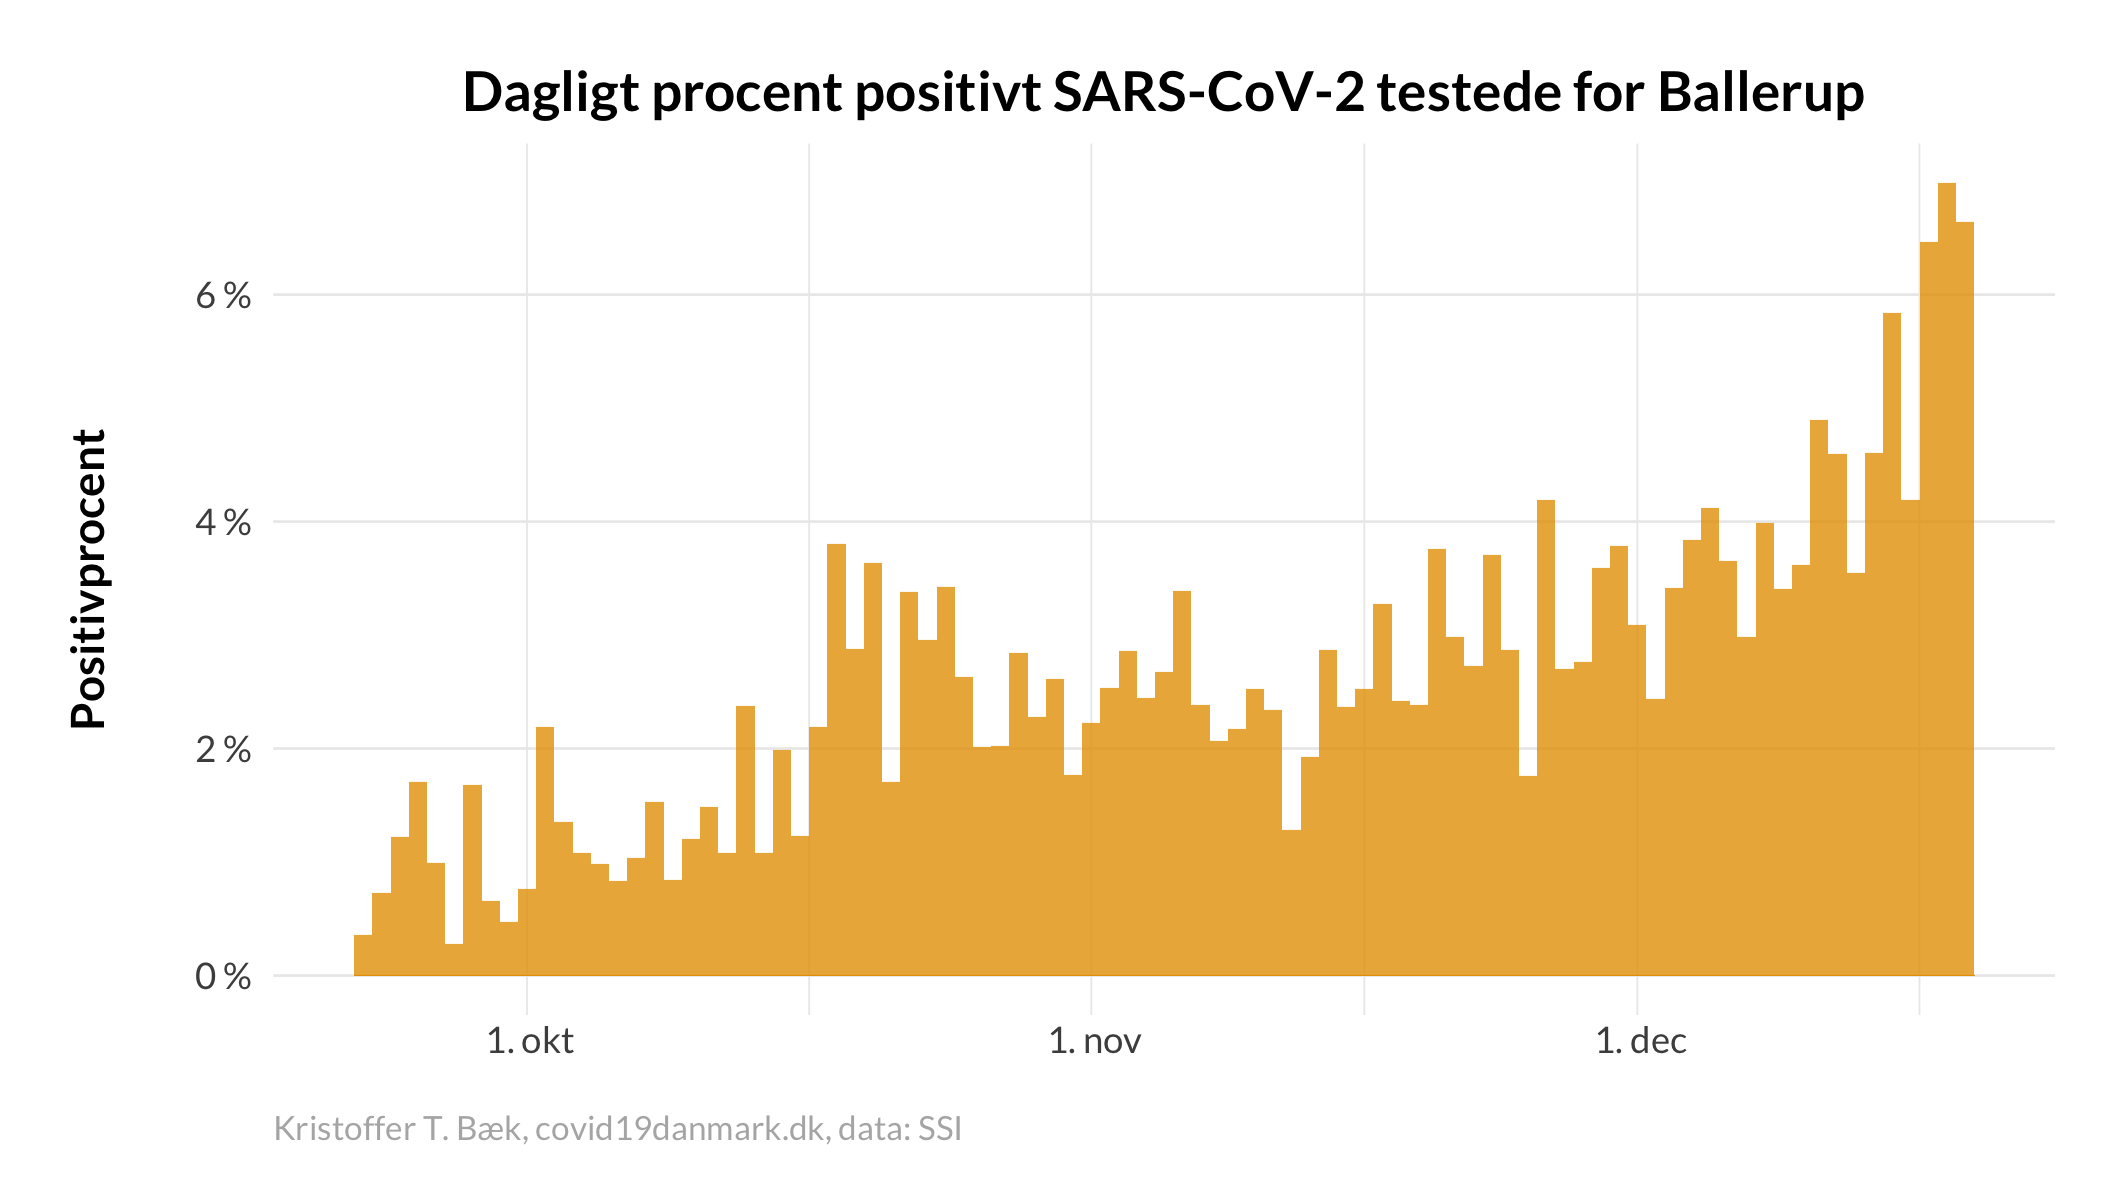 Dagligt procent positivt SARS-CoV-2 testede for Ballerup
Positivprocent
6 %
4 %
2 %
0 %
1. okt
1. nov
1. dec
Kristoffer T. Bæk, covid19danmark.dk, data: SSI